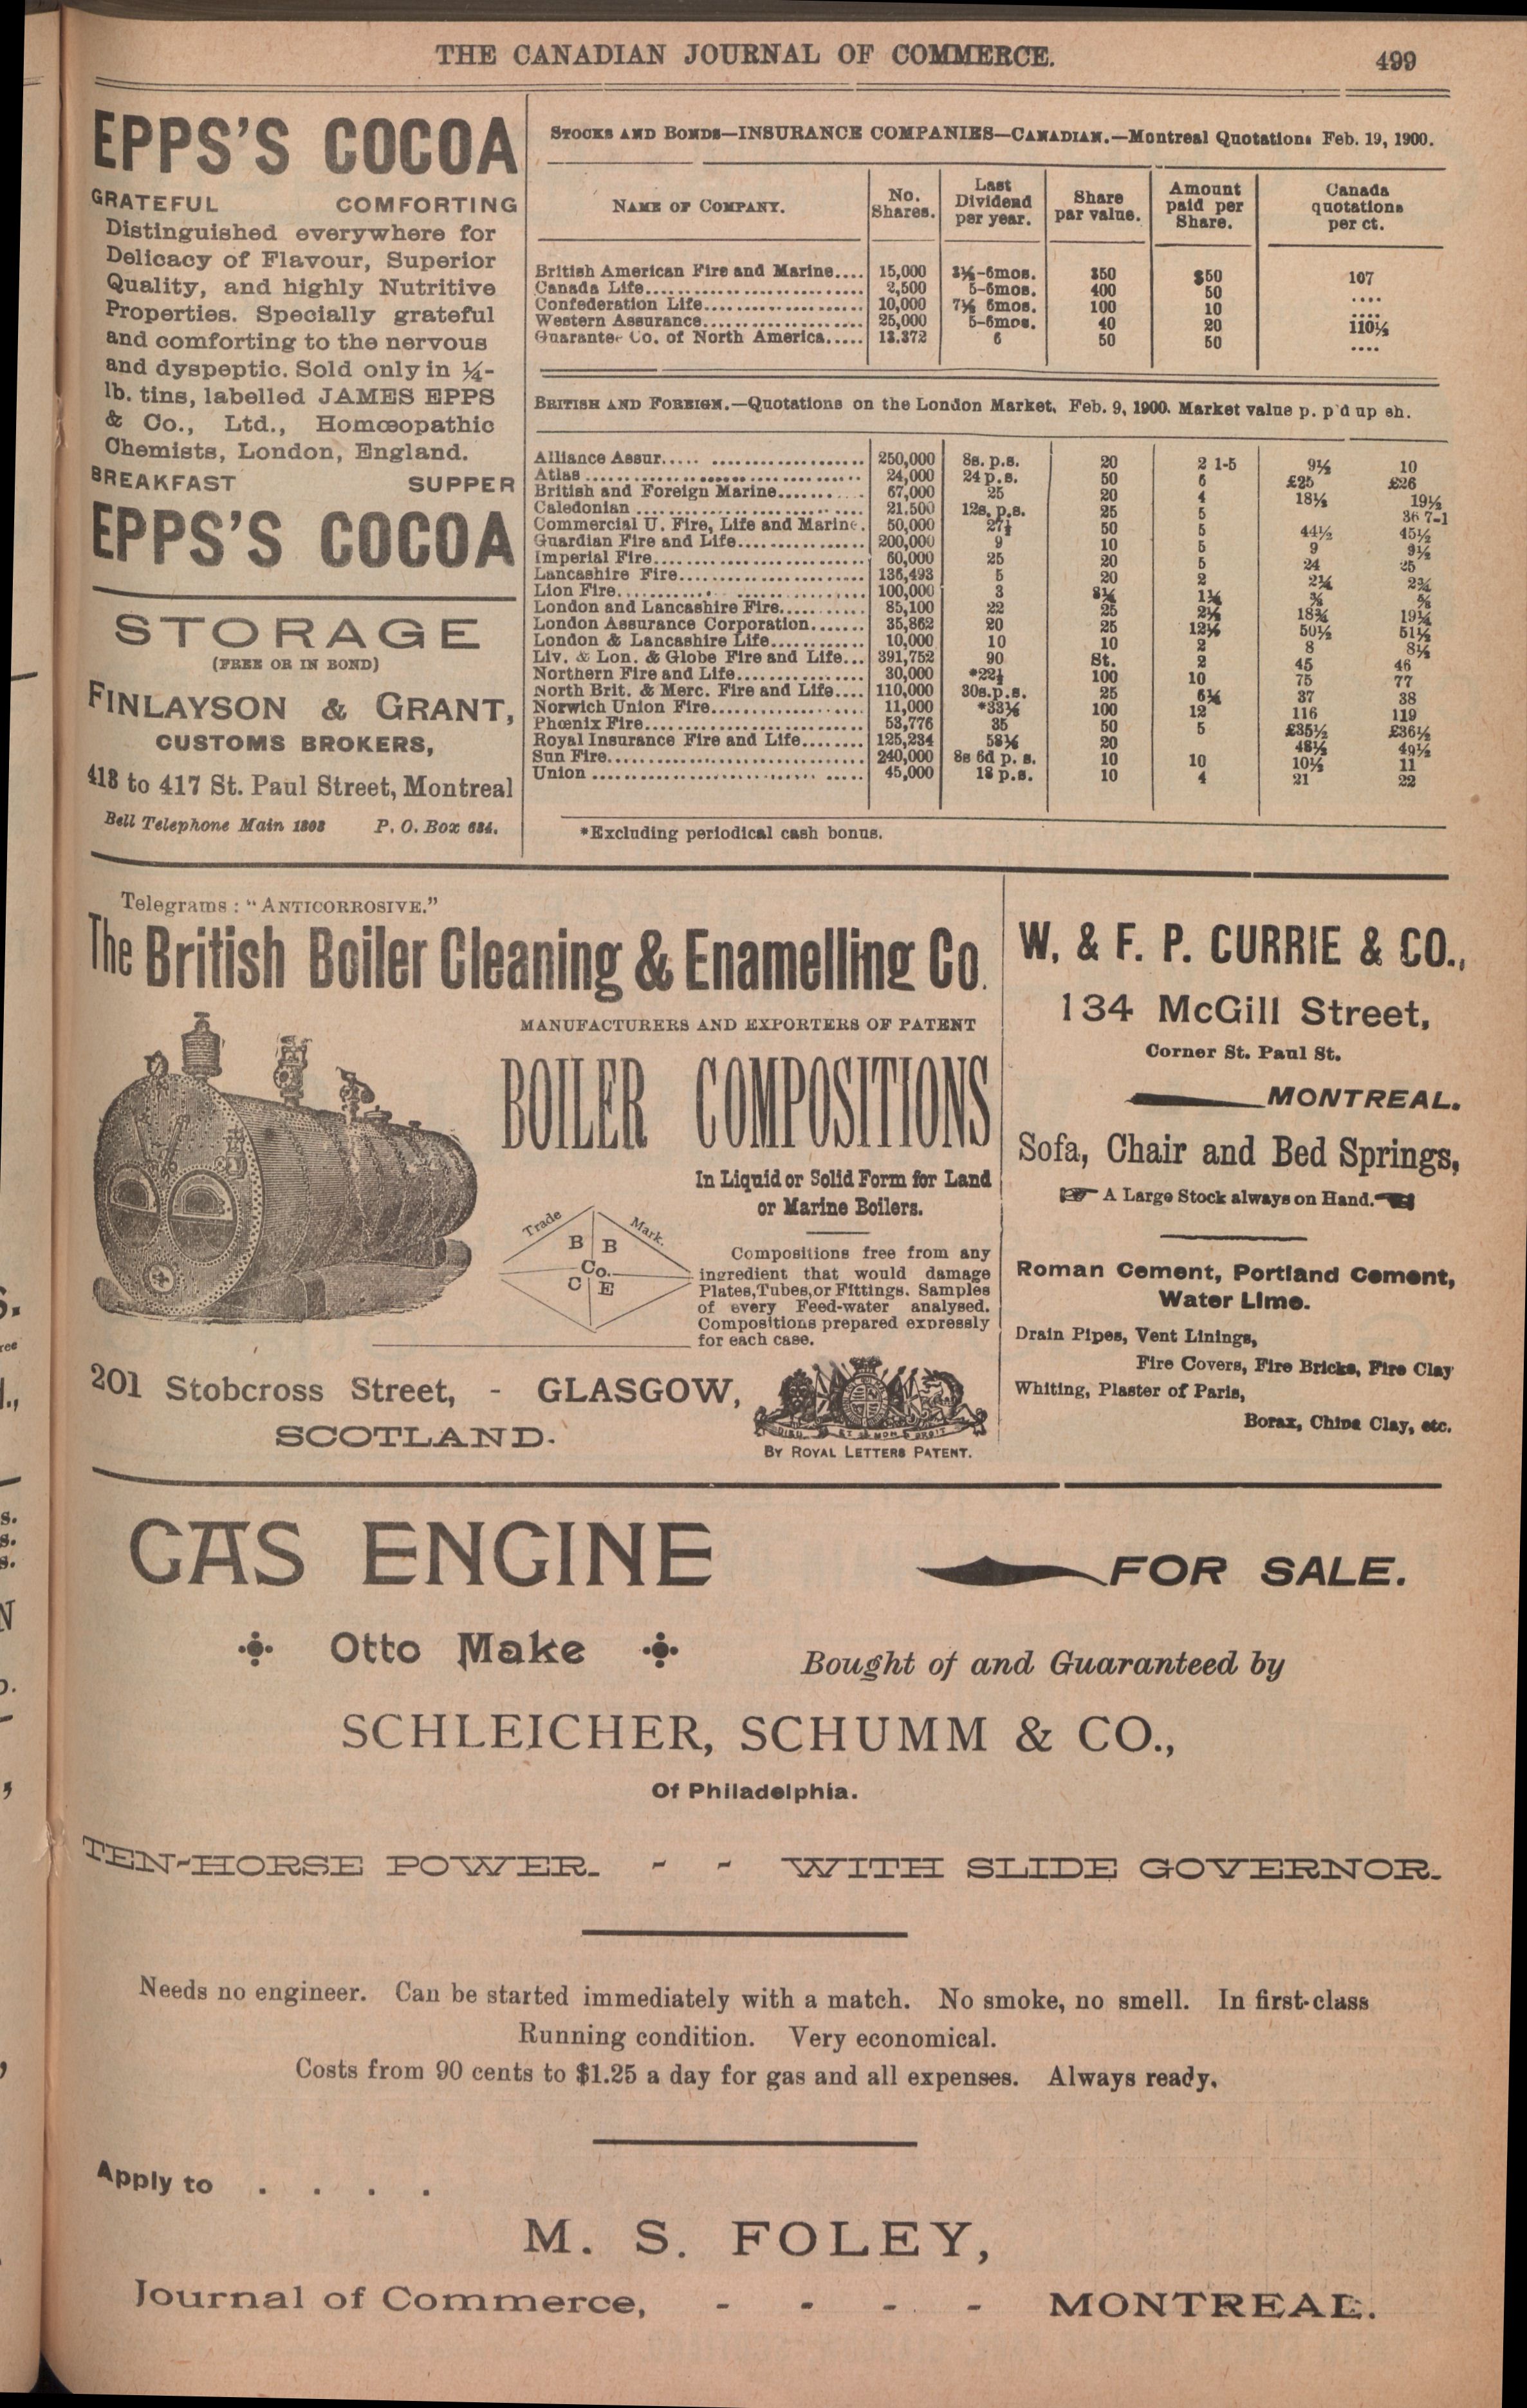 THE CANADIAN JOURNAL OF COMMERCE. 499
EPPS'S COCOA
GRATEFUL COMFORTING
Distinguished everywhere for
Delicacy of Flavour, Superior
Quality, and highly Nutritive
Properties. Specially grateful
and comforting to the nervous
and dyspeptic. Sold only in ¼-
lb. tins, labelled JAMES EPPS
& Co., Ltd., Homœopathic
Chemists, London, England.
BREAKFAST SUPPER
EPPS'S COCOA
STORAGE
(FREE OR IN BOND)
FINLAYSON & GRANT,
CUSTOMS BROKERS,
413 to 417 St. Paul Street, Montreal
Bell Telephone Main 1303 P. O. Box 634.
STOCKS AND BONDS—INSURANCE COMPANIES—CANADIAN.—Montreal Quotations Feb. 19, 1900.
NAME OF COMPANY. No. Shares. Last Dividend per year. Share par value. Amount paid per Share. Canada quotations per ct.
British American Fire and Marine.... 15,000 3½-6mos. $50 $50 107
Canada Life.... 2,500 5-6mos. 400 50 ....
Confederation Life.... 10,000 7½ 6mos. 100 10 ....
Western Assurance.... 25,000 5-6mos. 40 20 110½
Guarantee Co. of North America..... 13.372 6 50 50 ....
BRITISH AND FOREIGN.—Quotations on the London Market, Feb. 9, 1900. Market value p. p'd up sh.
Alliance Assur..... 250,000 8s. p.s. 20 2 1-5 9½ 10
Atlas.... 24,000 24 p.s. 50 6 £25 £26
British and Foreign Marine.... 67,000 25 20 4 18½ 19½
Caledonian.... 21.500 12s. p.s. 25 5 36 7-1
Commercial U. Fire, Life and Marine. 50,000 27½ 50 5 44½ 45½
Guardian Fire and Life.... 200,000 9 10 5 9 9½
Imperial Fire.... 60,000 25 20 5 24 25
Lancashire Fire.... 136,493 5 20 2 2¼ 2¾
Lion Fire.... 100,000 3 8½ 1½ ⅜ ⅝
London and Lancashire Fire.... 85,100 22 25 2½ 18¾ 19¼
London Assurance Corporation.... 35,862 20 25 12½ 50½ 51½
London & Lancashire Life.... 10,000 10 10 2 8 8½
Liv. & Lon. & Globe Fire and Life... 391,752 90 St. 2 45 46
Northern Fire and Life.... 30,000 *22½ 100 10 75 77
North Brit. & Merc. Fire and Life.... 110,000 30s.p.s. 25 6¼ 37 38
Norwich Union Fire.... 11,000 *33⅓ 100 12 116 119
Phœnix Fire.... 53,776 35 50 5 £35½ £36½
Royal Insurance Fire and Life.... 125,234 58⅓ 20 48½ 49½
Sun Fire.... 240,000 8s 6d p. s. 10 10 10½ 11
Union.... 45,000 18 p.s. 10 4 21 22
*Excluding periodical cash bonus.
Telegrams: "ANTICORROSIVE."
The British Boiler Cleaning & Enamelling Co.
MANUFACTURERS AND EXPORTERS OF PATENT
BOILER COMPOSITIONS
In Liquid or Solid Form for Land
or Marine Boilers.
Trade Mark.
B B
Co.
C E
Compositions free from any
ingredient that would damage
Plates, Tubes, or Fittings. Samples
of every Feed-water analysed.
Compositions prepared expressly
for each case.
201 Stobcross Street, - GLASGOW,
SCOTLAND.
DIEU ET MON DROIT
BY ROYAL LETTERS PATENT.
W. & F. P. CURRIE & CO.,
134 McGill Street,
Corner St. Paul St.
MONTREAL.
Sofa, Chair and Bed Springs,
A Large Stock always on Hand.
Roman Cement, Portland Cement,
Water Lime.
Drain Pipes, Vent Linings,
Fire Covers, Fire Bricks, Fire Clay
Whiting, Plaster of Paris,
Borax, China Clay, etc.
GAS ENGINE FOR SALE.
Otto Make
Bought of and Guaranteed by
SCHLEICHER, SCHUMM & CO.,
Of Philadelphia.
TEN-HORSE POWER. - - WITH SLIDE GOVERNOR.
Needs no engineer. Can be started immediately with a match. No smoke, no smell. In first-class
Running condition. Very economical.
Costs from 90 cents to $1.25 a day for gas and all expenses. Always ready.
Apply to . . . .
M. S. FOLEY,
Journal of Commerce, - - - - MONTREAL.